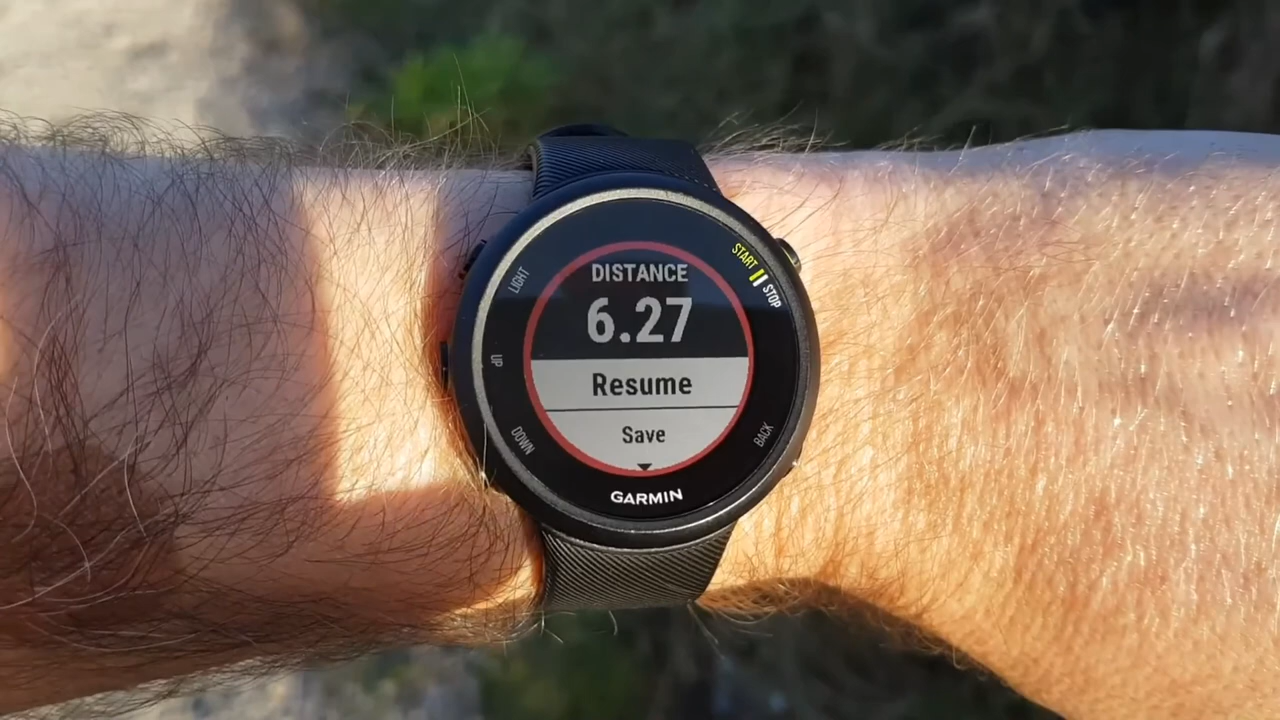 DISTANCE
6.27
Resume
Save
GARMIN
LIGHT
UP
DOWN
START
STOP
BACK